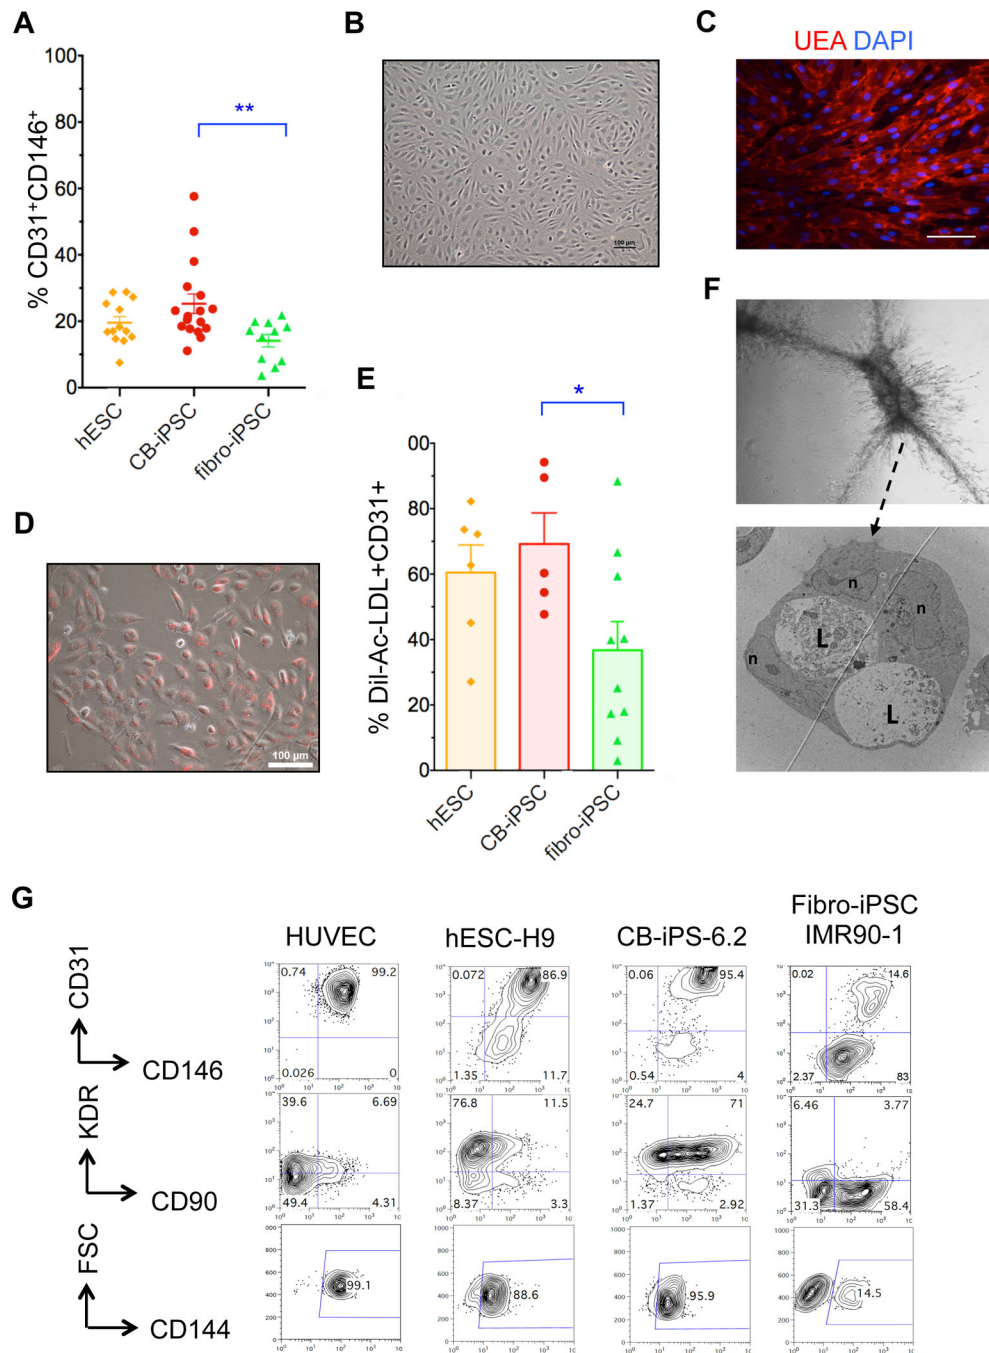 A
B
C
UEA DAPI
% CD31+CD146+
100
80
60
40
20
0
**
hESC
CB-iPSC
fibro-iPSC
100 µm
D
100 µm
E
% Dil-Ac-LDL+CD31+
00
80
60
40
20
0
*
hESC
CB-iPSC
fibro-iPSC
F
n
n
n
L
L
G
HUVEC
hESC-H9
CB-iPS-6.2
Fibro-iPSC
IMR90-1
CD31
CD146
0.74 99.2
0.026 0
0.072 86.9
1.35 11.7
0.06 95.4
0.54 4
0.02 14.6
2.37 83
KDR
CD90
39.6 6.69
49.4 4.31
76.8 11.5
8.37 3.3
24.7 71
1.37 2.92
6.46 3.77
31.3 58.4
FSC
CD144
99.1
88.6
95.9
14.5